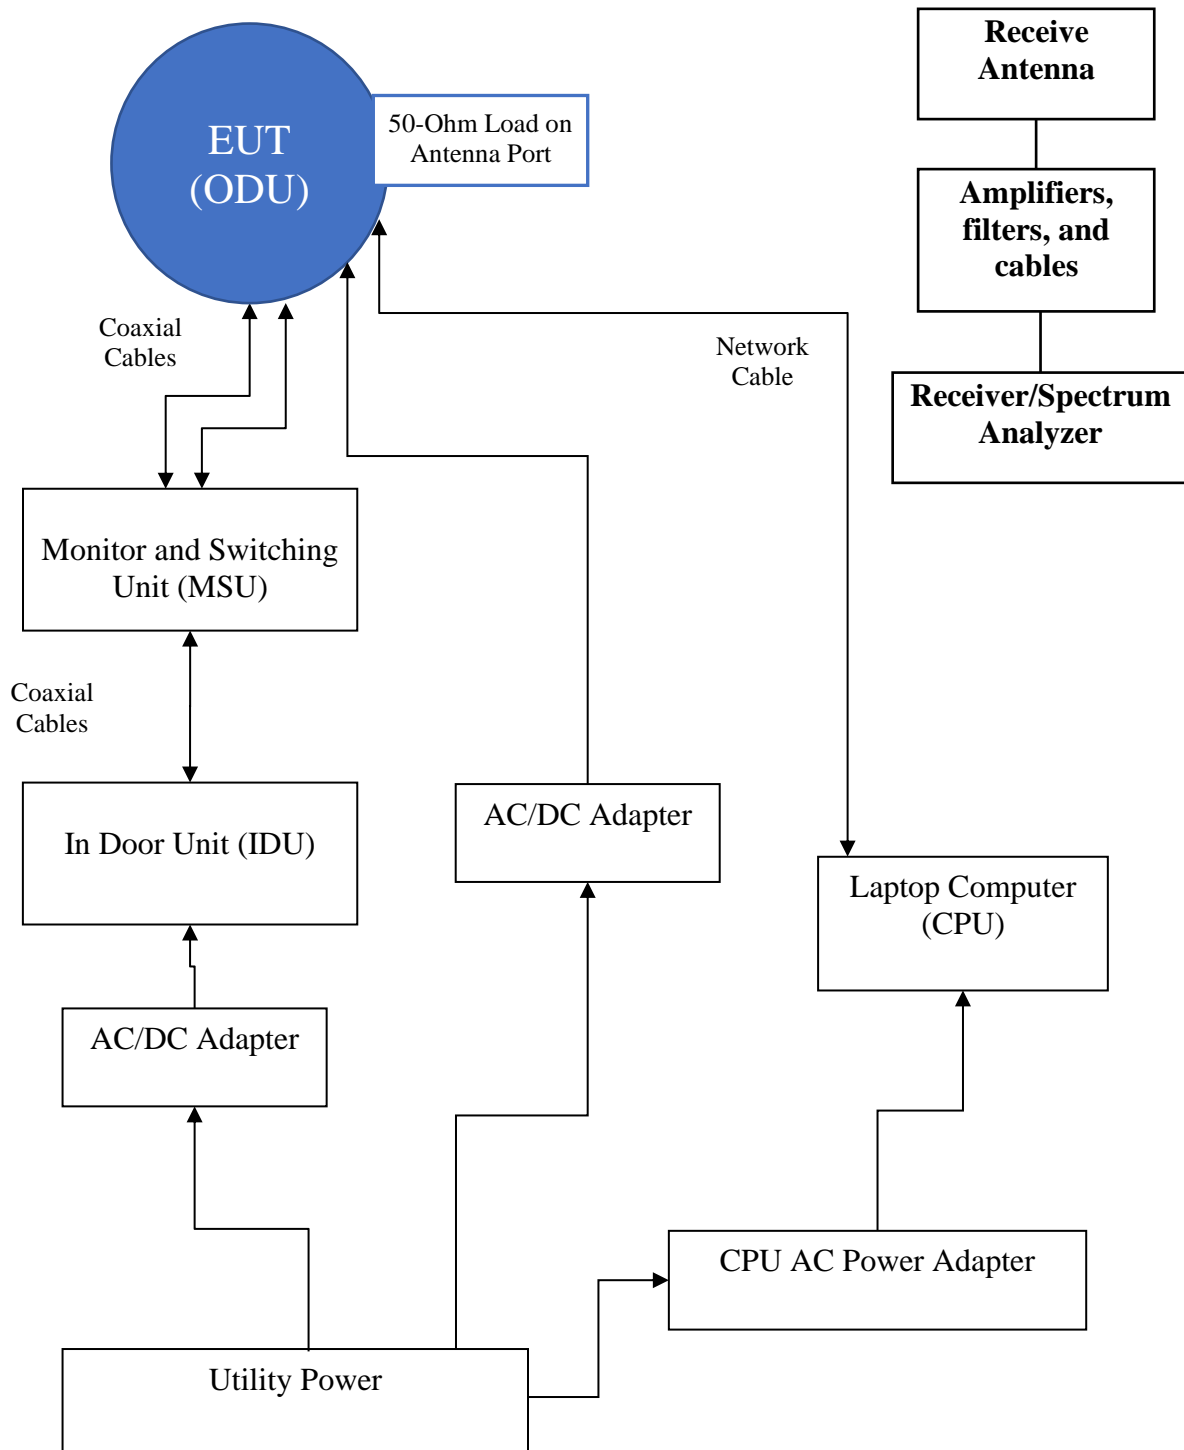 EUT
(ODU)
50-Ohm Load on
Antenna Port
Receive
Antenna
Amplifiers,
filters, and
cables
Receiver/Spectrum
Analyzer
Coaxial
Cables
Network
Cable
Monitor and Switching
Unit (MSU)
Coaxial
Cables
In Door Unit (IDU)
AC/DC Adapter
Laptop Computer
(CPU)
AC/DC Adapter
CPU AC Power Adapter
Utility Power